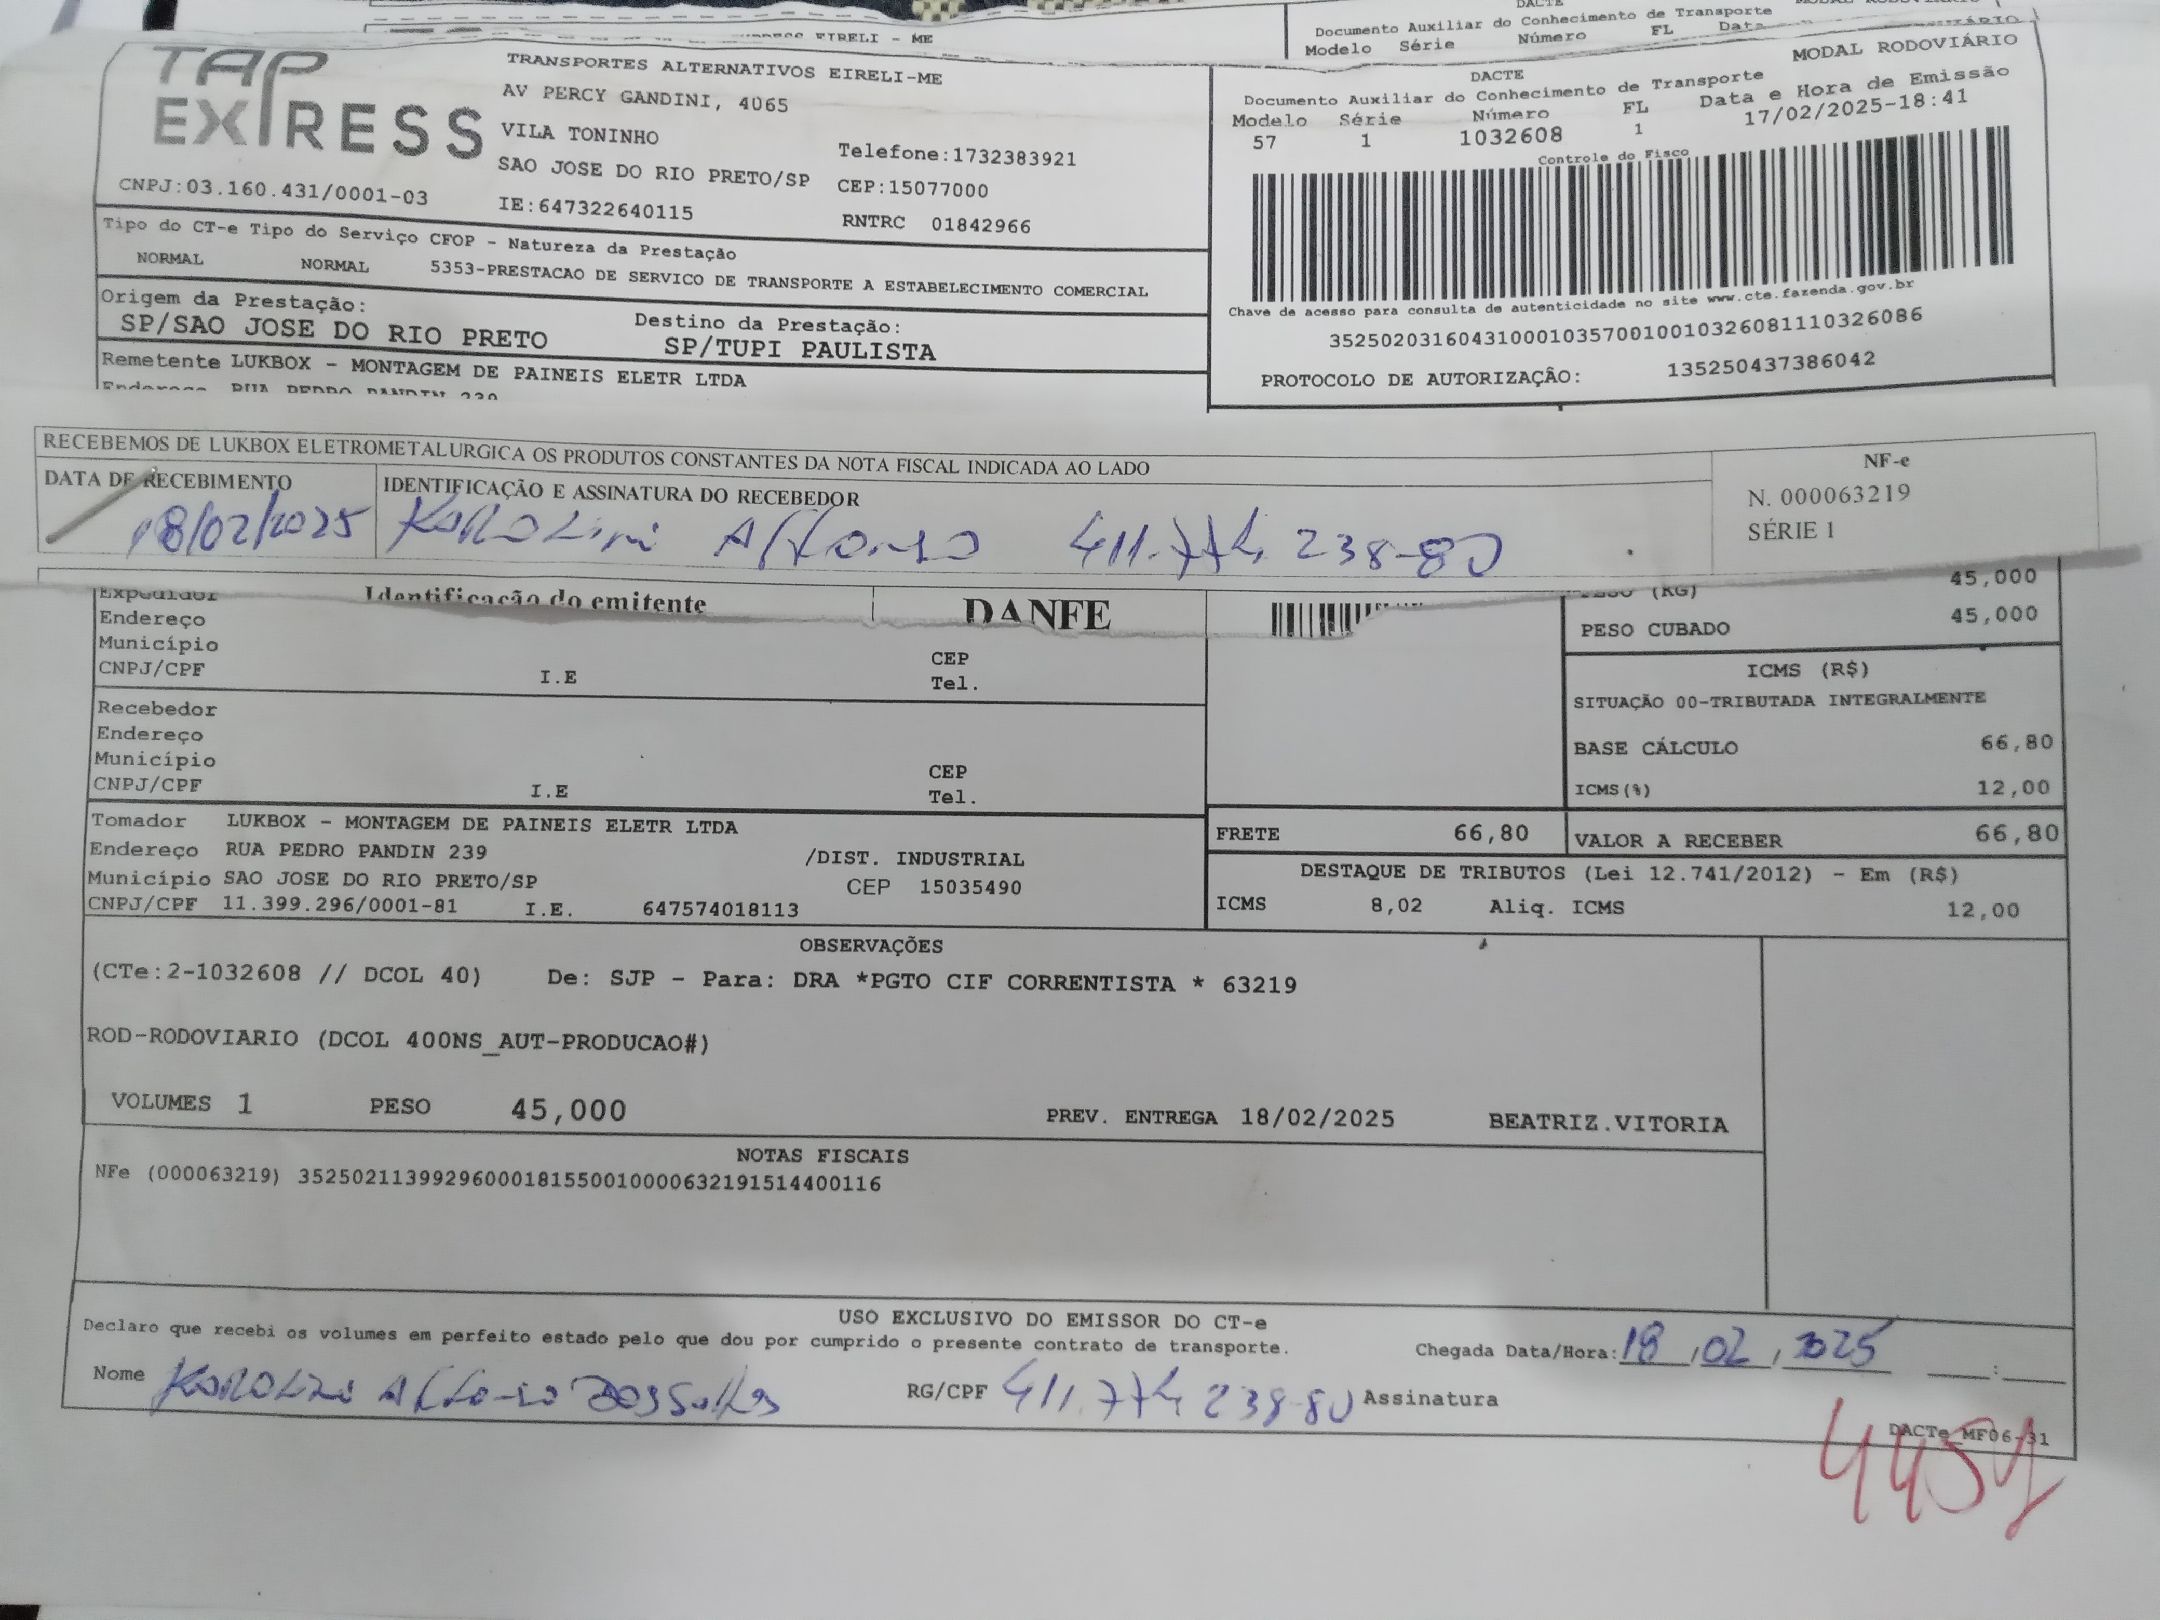 DACTE
Documento Auxiliar do Conhecimento de Transporte
Modelo Série Número FL Data
EIRELI - ME
TAP EXPRESS
TRANSPORTES ALTERNATIVOS EIRELI-ME
AV PERCY GANDINI, 4065
VILA TONINHO
SAO JOSE DO RIO PRETO/SP
Telefone:1732383921
CEP:15077000
CNPJ:03.160.431/0001-03
IE:647322640115
RNTRC 01842966
MODAL RODOVIÁRIO
DACTE
Documento Auxiliar do Conhecimento de Transporte
Modelo Série Número FL Data e Hora de Emissão
57 1 1032608 1 17/02/2025-18:41
Controle do Fisco
Chave de acesso para consulta de autenticidade no site www.cte.fazenda.gov.br
35250203160431000103570010010326081110326086
PROTOCOLO DE AUTORIZAÇÃO: 135250437386042
Tipo do CT-e Tipo do Serviço CFOP - Natureza da Prestação
NORMAL NORMAL 5353-PRESTACAO DE SERVICO DE TRANSPORTE A ESTABELECIMENTO COMERCIAL
Origem da Prestação: Destino da Prestação:
SP/SAO JOSE DO RIO PRETO SP/TUPI PAULISTA
Remetente LUKBOX - MONTAGEM DE PAINEIS ELETR LTDA
Endereço RUA PEDRO PANDIN 239
RECEBEMOS DE LUKBOX ELETROMETALURGICA OS PRODUTOS CONSTANTES DA NOTA FISCAL INDICADA AO LADO
DATA DE RECEBIMENTO
18/02/2025
IDENTIFICAÇÃO E ASSINATURA DO RECEBEDOR
KAROLINI Affonso 411.774 238-80
NF-e
N. 000063219
SÉRIE 1
Identificação do emitente DANFE
Expedidor
Endereço
Município
CNPJ/CPF I.E
CEP
Tel.
Recebedor
Endereço
Município
CNPJ/CPF I.E
CEP
Tel.
PESO (KG) 45,000
PESO CUBADO 45,000
ICMS (R$)
SITUAÇÃO 00-TRIBUTADA INTEGRALMENTE
BASE CÁLCULO 66,80
ICMS(%) 12,00
Tomador LUKBOX - MONTAGEM DE PAINEIS ELETR LTDA
Endereço RUA PEDRO PANDIN 239 /DIST. INDUSTRIAL
Município SAO JOSE DO RIO PRETO/SP CEP 15035490
CNPJ/CPF 11.399.296/0001-81 I.E. 647574018113
FRETE 66,80 VALOR A RECEBER 66,80
DESTAQUE DE TRIBUTOS (Lei 12.741/2012) - Em (R$)
ICMS 8,02 Aliq. ICMS 12,00
OBSERVAÇÕES
(CTe:2-1032608 // DCOL 40) De: SJP - Para: DRA *PGTO CIF CORRENTISTA * 63219
ROD-RODOVIARIO (DCOL 400NS_AUT-PRODUCAO#)
VOLUMES 1 PESO 45,000 PREV. ENTREGA 18/02/2025 BEATRIZ.VITORIA
NOTAS FISCAIS
NFe (000063219) 35250211399296000181550010000632191514400116
USO EXCLUSIVO DO EMISSOR DO CT-e
Declaro que recebi os volumes em perfeito estado pelo que dou por cumprido o presente contrato de transporte.
Chegada Data/Hora: 18 , 02 , 2025 :
Nome KAROLINI Affonso RG/CPF 411.774 238-80 Assinatura
DACTe_MF06-31